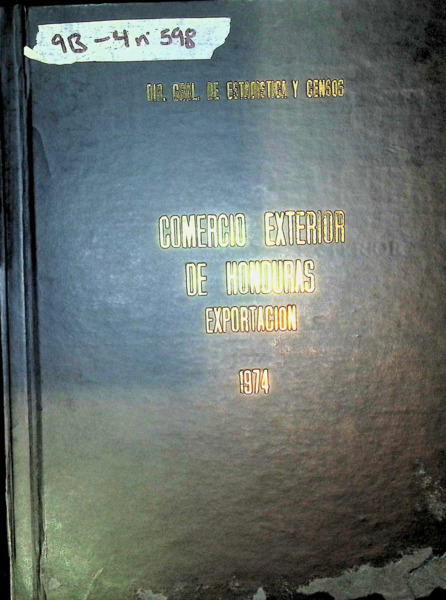 9B-4 nº 598
DIR. GRAL. DE ESTADISTICA Y CENSOS
COMERCIO EXTERIOR
DE HONDURAS
EXPORTACION
1974